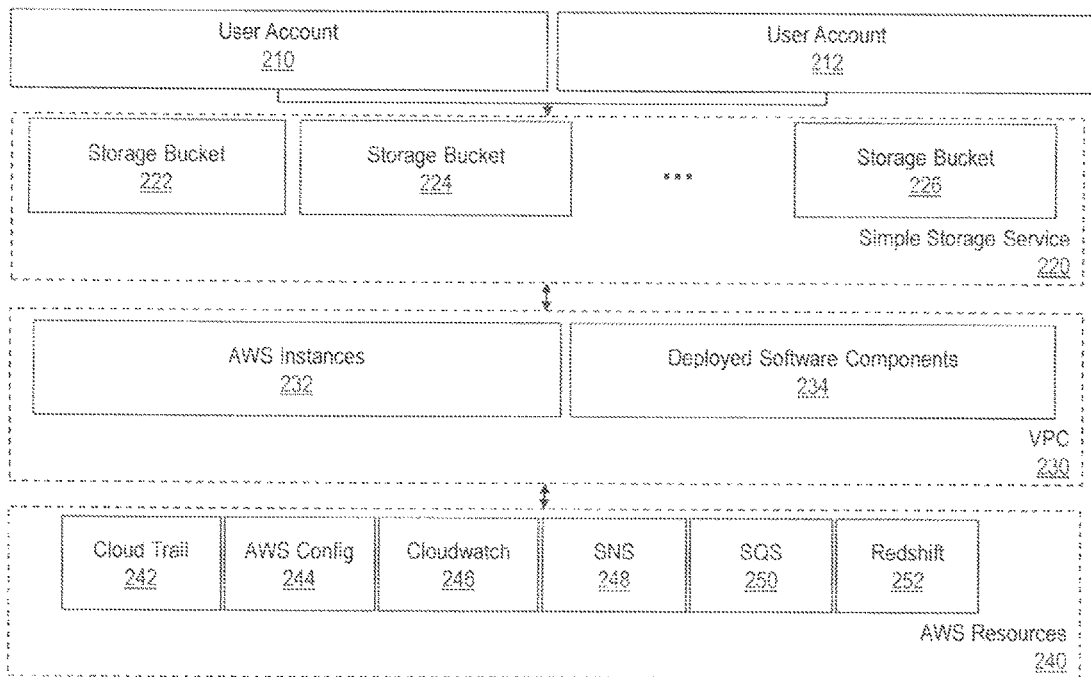 User Account
210
User Account
212
Storage Bucket
222
Storage Bucket
224
...
Storage Bucket
226
Simple Storage Service
220
AWS Instances
232
Deployed Software Components
234
VPC
230
Cloud Trail
242
AWS Config
244
Cloudwatch
246
SNS
248
SQS
250
Redshift
252
AWS Resources
240